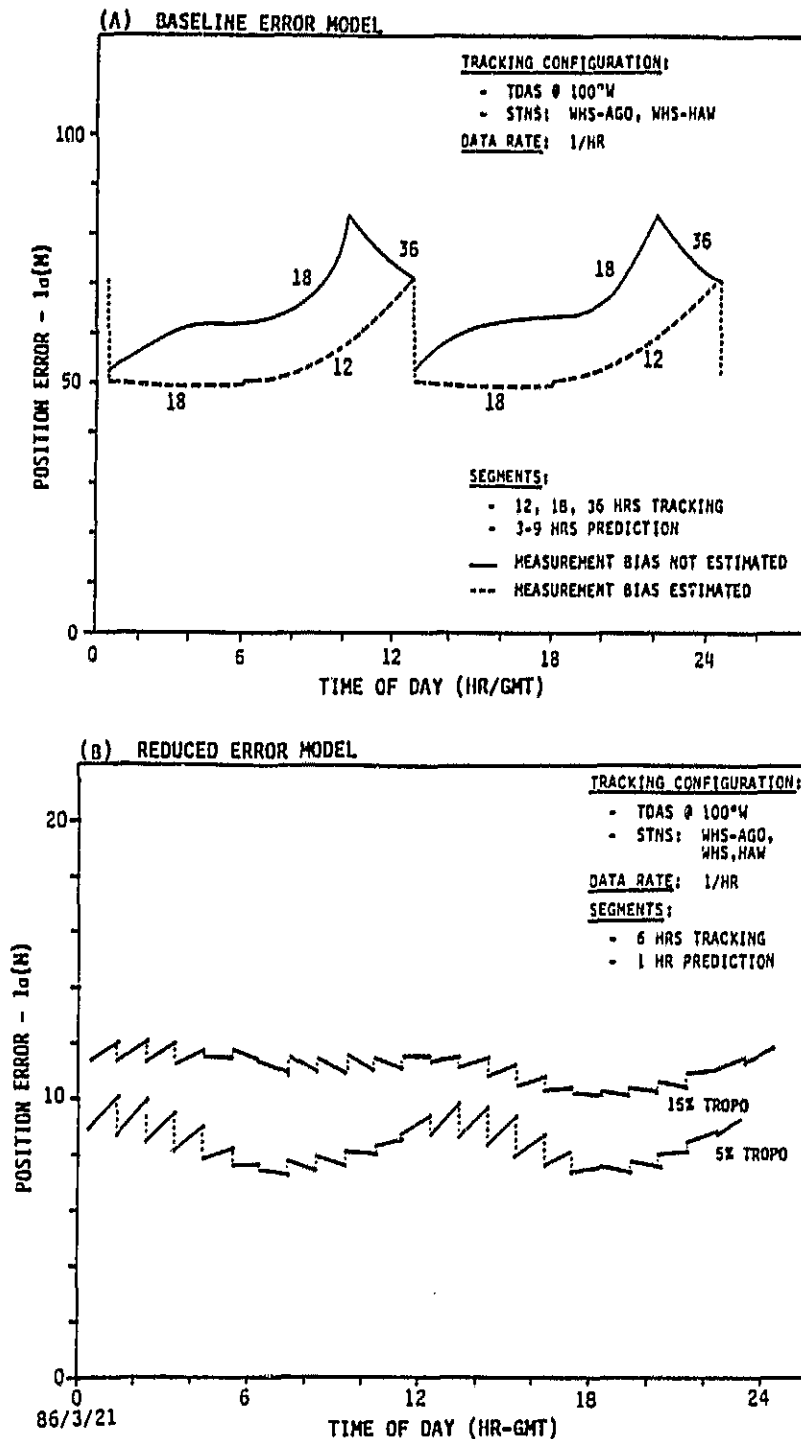 (A) BASELINE ERROR MODEL
TRACKING CONFIGURATION:
- TDAS @ 100°W
- STNS: WHS-AGO, WHS-HAW
DATA RATE: 1/HR
100
50
0
POSITION ERROR - 1σ(M)
18
36
12
18
18
36
12
18
SEGMENTS:
- 12, 18, 36 HRS TRACKING
- 3-9 HRS PREDICTION
MEASUREMENT BIAS NOT ESTIMATED
MEASUREMENT BIAS ESTIMATED
0 6 12 18 24
TIME OF DAY (HR/GMT)
(B) REDUCED ERROR MODEL
TRACKING CONFIGURATION:
- TDAS @ 100°W
- STNS: WHS-AGO,
WHS,HAW
DATA RATE: 1/HR
SEGMENTS:
- 6 HRS TRACKING
- 1 HR PREDICTION
20
10
0
POSITION ERROR - 1σ(M)
15% TROPO
5% TROPO
0 6 12 18 24
86/3/21
TIME OF DAY (HR-GMT)